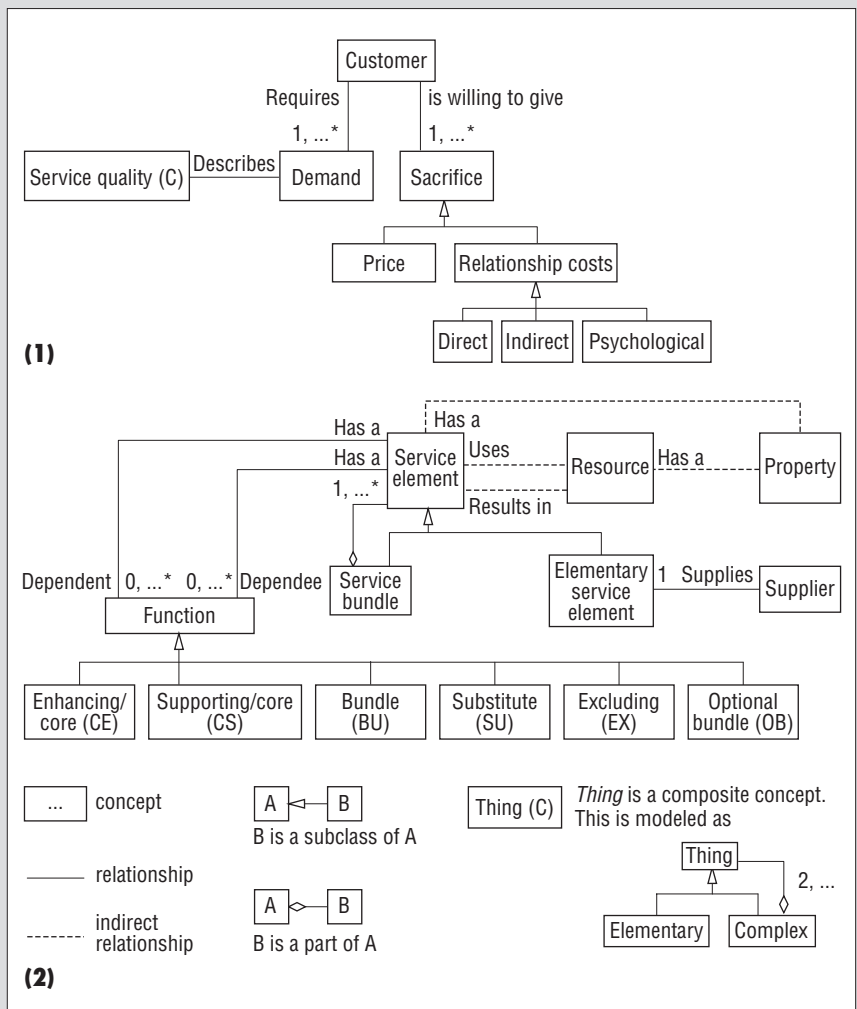 Customer
Requires
is willing to give
1, ...*
1, ...*
Service quality (C)
Describes
Demand
Sacrifice
Price
Relationship costs
Direct
Indirect
Psychological
(1)
Has a
Has a
Has a
1, ...*
Service
element
Uses
Results in
Resource
Has a
Property
Dependent
0, ...*
0, ...*
Dependee
Function
Service
bundle
Elementary
service
element
1
Supplies
Supplier
Enhancing/
core (CE)
Supporting/core
(CS)
Bundle
(BU)
Substitute
(SU)
Excluding
(EX)
Optional
bundle (OB)
...
concept
A
B
B is a subclass of A
Thing (C)
Thing is a composite concept.
This is modeled as
relationship
indirect
relationship
A
B
B is a part of A
Thing
2, ...
Elementary
Complex
(2)